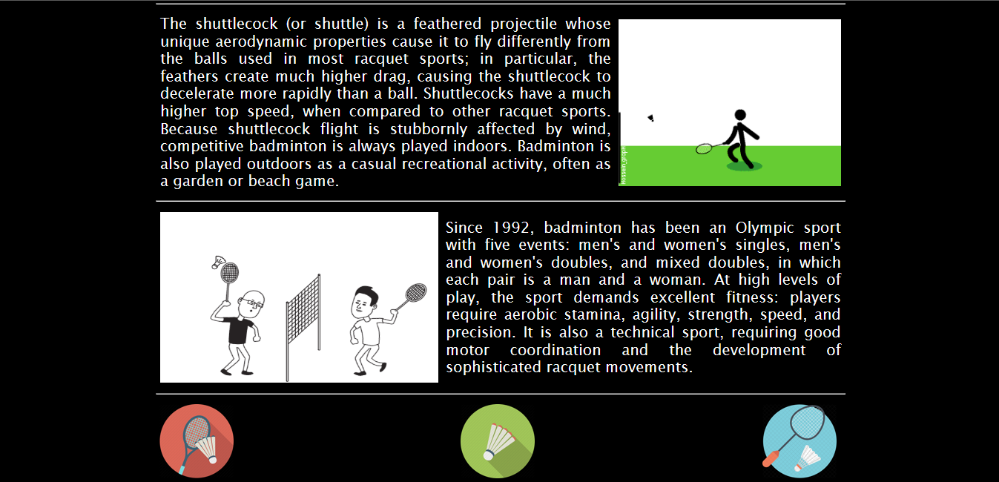 The shuttlecock (or shuttle) is a feathered projectile whose
unique aerodynamic properties cause it to fly differently from
the balls used in most racquet sports; in particular, the
feathers create much higher drag, causing the shuttlecock to
decelerate more rapidly than a ball. Shuttlecocks have a much
higher top speed, when compared to other racquet sports.
Because shuttlecock flight is stubbornly affected by wind,
competitive badminton is always played indoors. Badminton is
also played outdoors as a casual recreational activity, often as
a garden or beach game.
Since 1992, badminton has been an Olympic sport
with five events: men's and women's singles, men's
and women's doubles, and mixed doubles, in which
each pair is a man and a woman. At high levels of
play, the sport demands excellent fitness: players
require aerobic stamina, agility, strength, speed, and
precision. It is also a technical sport, requiring good
motor coordination and the development of
sophisticated racquet movements.